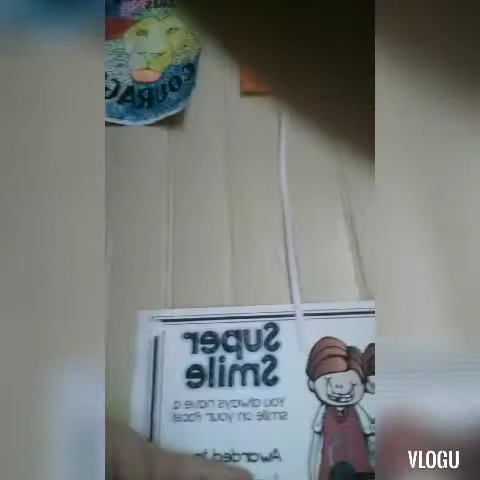 COURAG
Super
Smile
You always have a
smile on your face!
Awarded
VLOGU